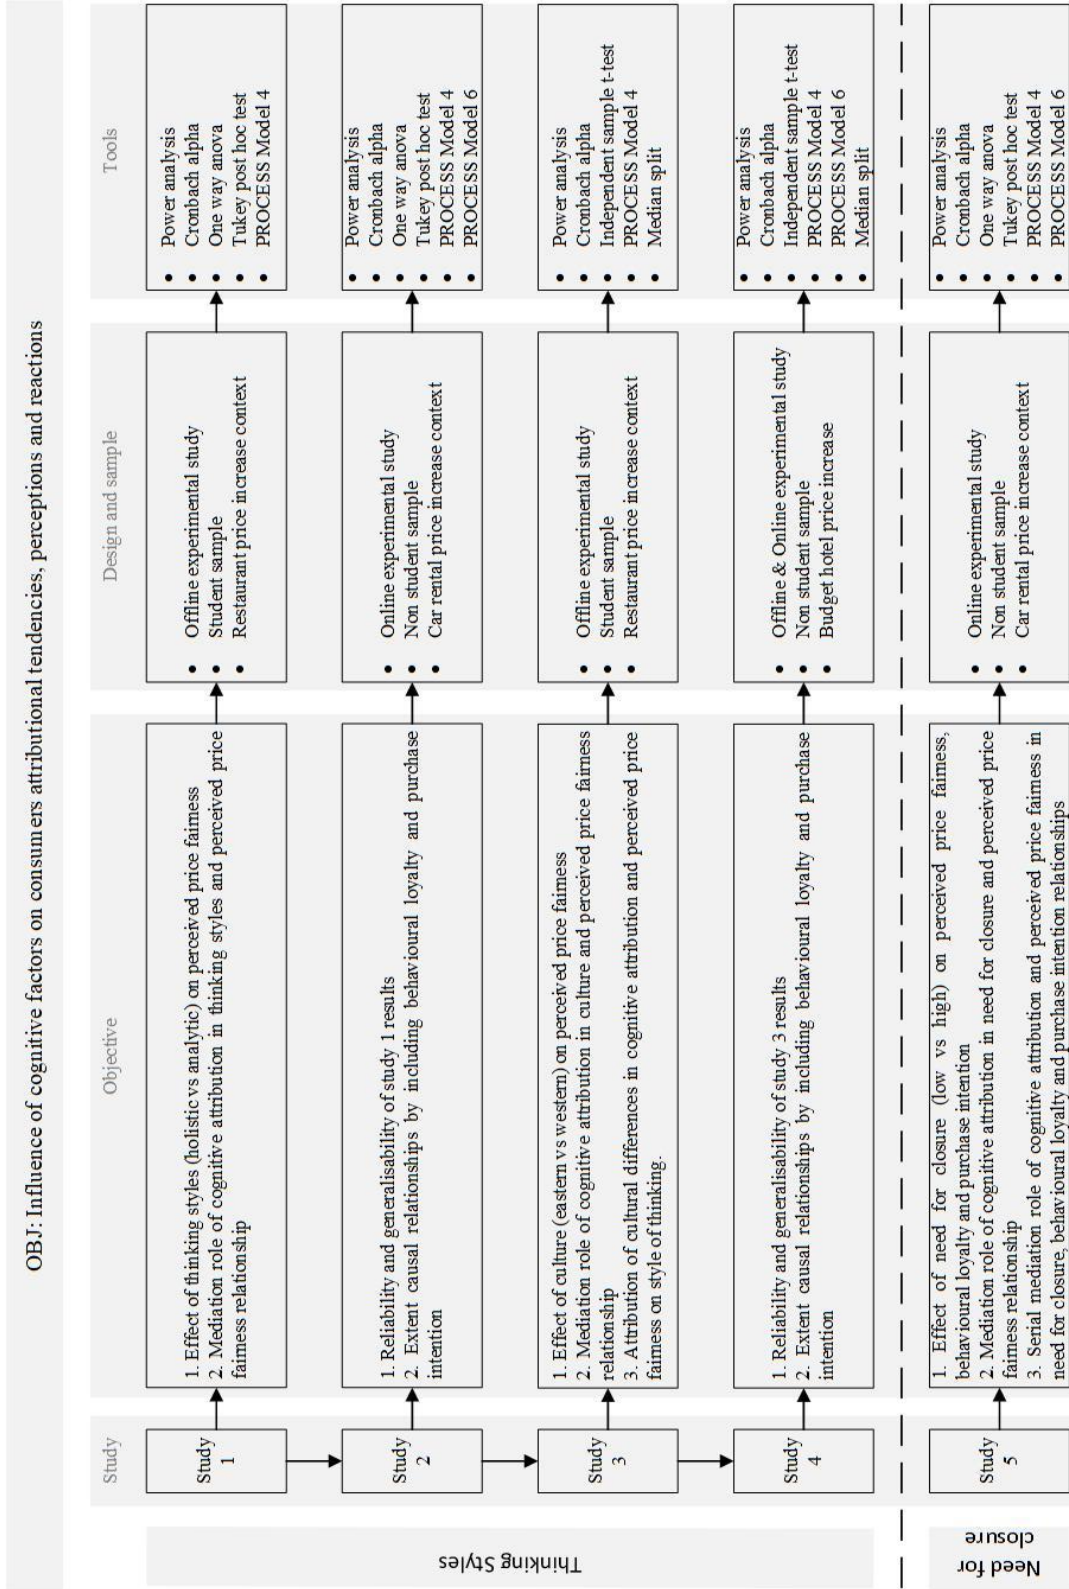 OBJ: Influence of cognitive factors on consumers attributional tendencies, perceptions and reactions
Study
Objective
Design and sample
Tools
Thinking Styles
Study
1
1. Effect of thinking styles (holistic vs analytic) on perceived price fairness
2. Mediation role of cognitive attribution in thinking styles and perceived price
fairness relationship
• Offline experimental study
• Student sample
• Restaurant price increase context
• Power analysis
• Cronbach alpha
• One way anova
• Tukey post hoc test
• PROCESS Model 4
Study
2
1. Reliability and generalisability of study 1 results
2. Extent causal relationships by including behavioural loyalty and purchase
intention
• Online experimental study
• Non student sample
• Car rental price increase context
• Power analysis
• Cronbach alpha
• One way anova
• Tukey post hoc test
• PROCESS Model 4
• PROCESS Model 6
Study
3
1. Effect of culture (eastern vs western) on perceived price fairness
2. Mediation role of cognitive attribution in culture and perceived price fairness
relationship
3. Attribution of cultural differences in cognitive attribution and perceived price
fairness on style of thinking.
• Offline experimental study
• Student sample
• Restaurant price increase context
• Power analysis
• Cronbach alpha
• Independent sample t-test
• PROCESS Model 4
• Median split
Study
4
1. Reliability and generalisability of study 3 results
2. Extent causal relationships by including behavioural loyalty and purchase
intention
• Offline & Online experimental study
• Non student sample
• Budget hotel price increase
• Power analysis
• Cronbach alpha
• Independent sample t-test
• PROCESS Model 4
• PROCESS Model 6
• Median split
Need for
closure
Study
5
1. Effect of need for closure (low vs high) on perceived price fairness,
behavioural loyalty and purchase intention
2. Mediation role of cognitive attribution in need for closure and perceived price
fairness relationship
3. Serial mediation role of cognitive attribution and perceived price fairness in
need for closure, behavioural loyalty and purchase intention relationships
• Online experimental study
• Non student sample
• Car rental price increase context
• Power analysis
• Cronbach alpha
• One way anova
• Tukey post hoc test
• PROCESS Model 4
• PROCESS Model 6